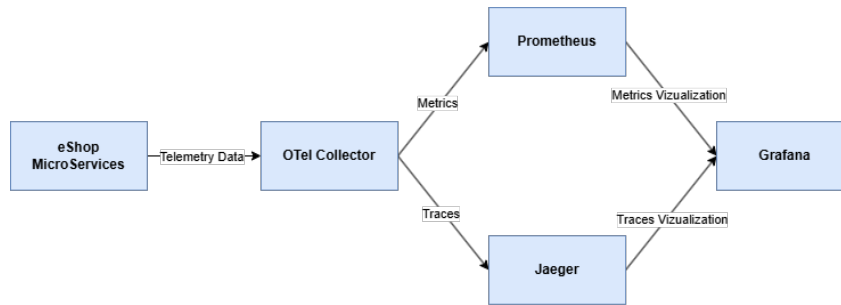 Prometheus
Metrics
Metrics Vizualization
eShop
MicroServices
Telemetry Data
OTel Collector
Grafana
Traces
Traces Vizualization
Jaeger